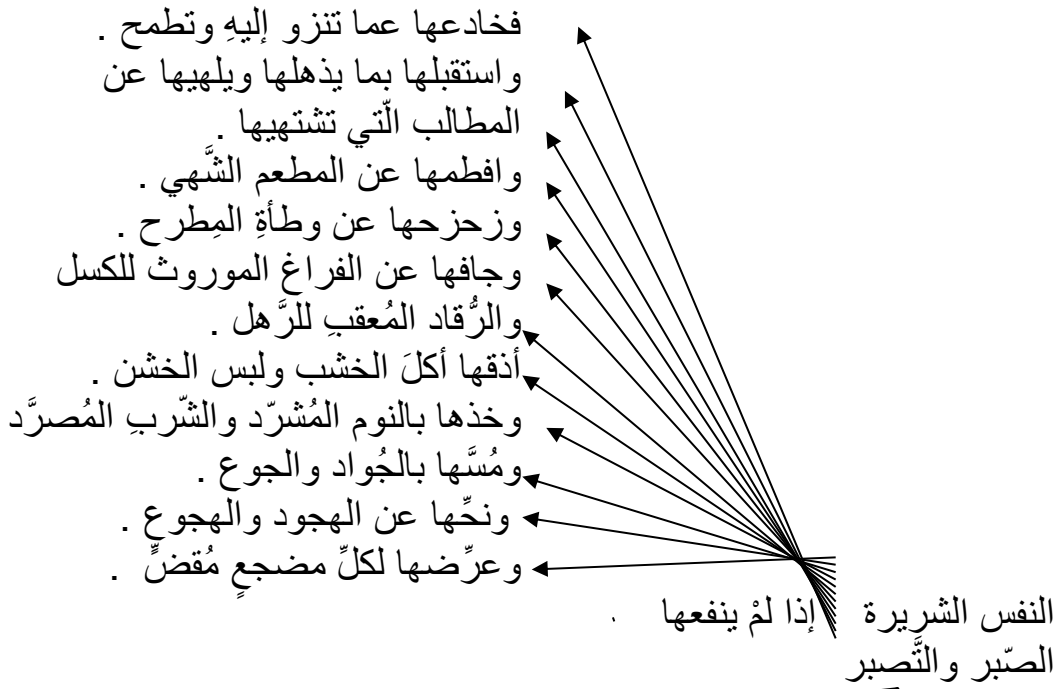 فخادعها عما تنزو إليهِ وتطمح .
واستقبلها بما يذهلها ويلهيها عن
المطالب الّتي تشتهيها .
وافطمها عن المطعم الشَّهي .
وزحزحها عن وطأةِ المِطرح .
وجافها عن الفراغ الموروث للكسل
والرُّقاد المُعقبِ للرَّهل .
أذقها أكلَ الخشب ولبس الخشن .
وخذها بالنوم المُشرّد والشّربِ المُصرَّد
ومُسَّها بالجُواد والجوع .
ونحِّها عن الهجود والهجوع .
وعرِّضها لكلِّ مضجعٍ مُقضٍّ .
النفس الشريرة إذا لمْ ينفعها
الصّبر والتَّصبر